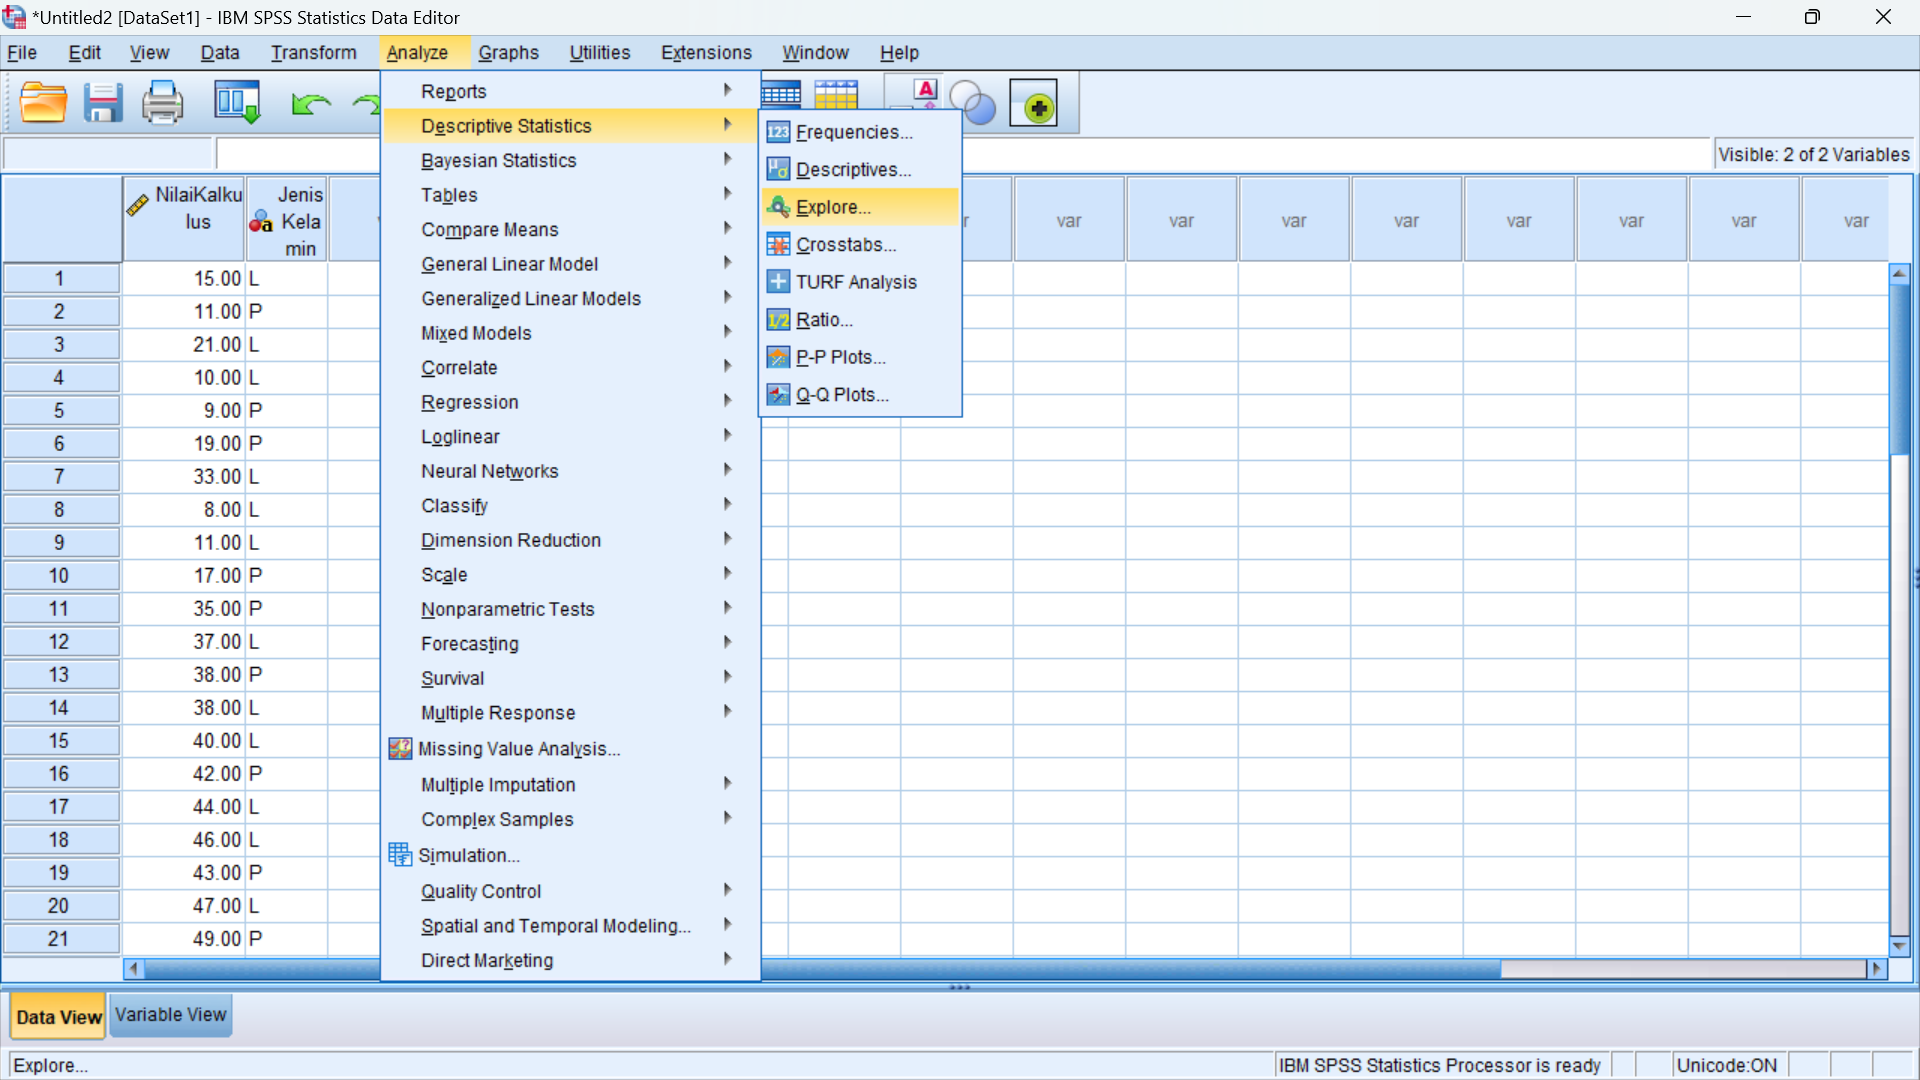 *Untitled2 [DataSet1] - IBM SPSS Statistics Data Editor
File Edit View Data Transform Analyze Graphs Utilities Extensions Window Help
Visible: 2 of 2 Variables
NilaiKalku
lus
Jenis
Kela
min
var var var var var var var var
1 15.00 L
2 11.00 P
3 21.00 L
4 10.00 L
5 9.00 P
6 19.00 P
7 33.00 L
8 8.00 L
9 11.00 L
10 17.00 P
11 35.00 P
12 37.00 L
13 38.00 P
14 38.00 L
15 40.00 L
16 42.00 P
17 44.00 L
18 46.00 L
19 43.00 P
20 47.00 L
21 49.00 P
Reports
Descriptive Statistics
Bayesian Statistics
Tables
Compare Means
General Linear Model
Generalized Linear Models
Mixed Models
Correlate
Regression
Loglinear
Neural Networks
Classify
Dimension Reduction
Scale
Nonparametric Tests
Forecasting
Survival
Multiple Response
Missing Value Analysis...
Multiple Imputation
Complex Samples
Simulation...
Quality Control
Spatial and Temporal Modeling...
Direct Marketing
123 Frequencies...
Descriptives...
Explore...
Crosstabs...
TURF Analysis
1/2 Ratio...
P-P Plots...
Q-Q Plots...
A
Data View Variable View
Explore...
IBM SPSS Statistics Processor is ready
Unicode:ON